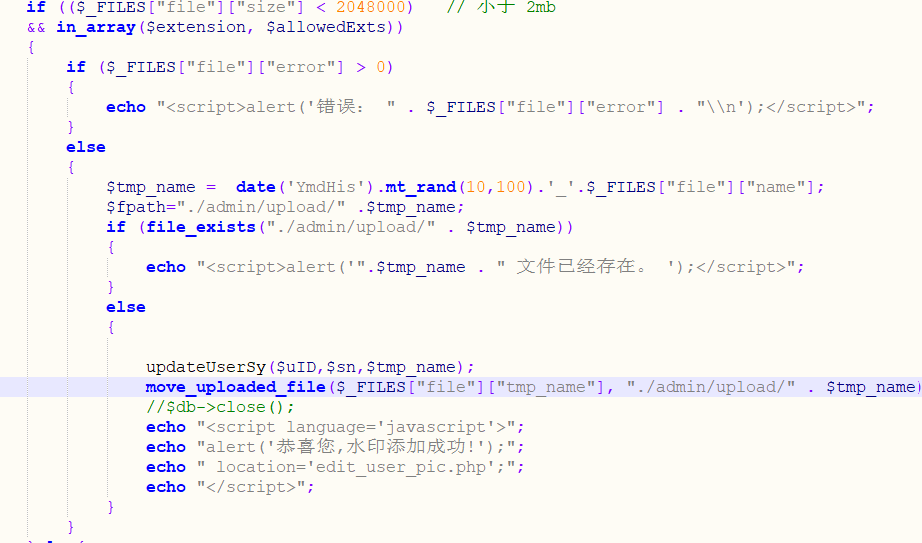 if (($_FILES["file"]["size"] < 2048000)   // 小于 2mb
&& in_array($extension, $allowedExts))
{
    if ($_FILES["file"]["error"] > 0)
    {
        echo "<script>alert('错误： " . $_FILES["file"]["error"] . "\\n');</script>";
    }
    else
    {
        $tmp_name =  date('YmdHis').mt_rand(10,100).'_'.$_FILES["file"]["name"];
        $fpath="./admin/upload/" .$tmp_name;
        if (file_exists("./admin/upload/" . $tmp_name))
        {
            echo "<script>alert('".$tmp_name . " 文件已经存在。 ');</script>";
        }
        else
        {
            updateUserSy($uID,$sn,$tmp_name);
            move_uploaded_file($_FILES["file"]["tmp_name"], "./admin/upload/" . $tmp_name)
            //$db->close();
            echo "<script language='javascript'>";
            echo "alert('恭喜您,水印添加成功!');";
            echo " location='edit_user_pic.php';";
            echo "</script>";
        }
    }